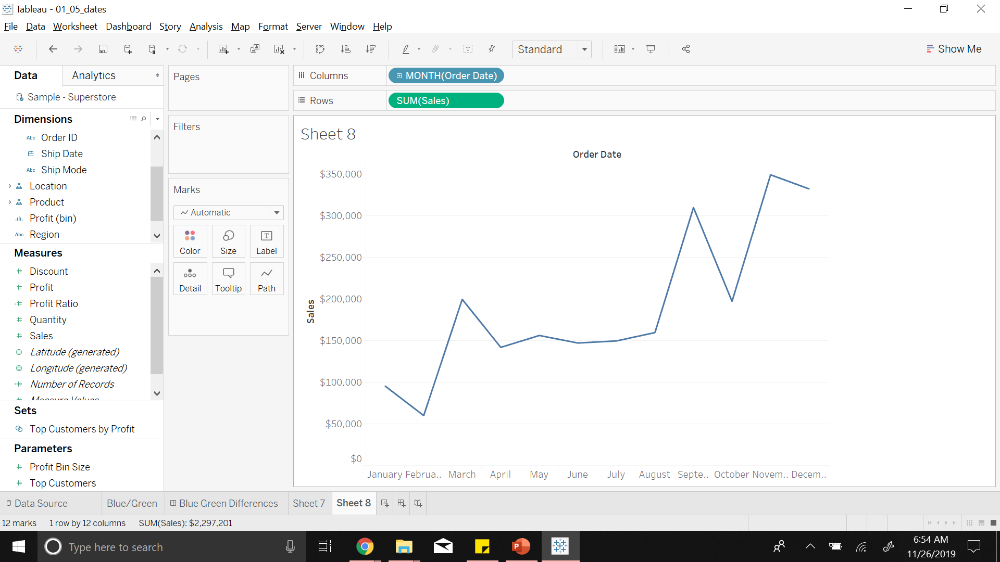 Tableau - 01_05_dates
File Data Worksheet Dashboard Story Analysis Map Format Server Window Help
Standard
Show Me
Data Analytics
Sample - Superstore
Dimensions
Abc Order ID
Ship Date
Abc Ship Mode
Location
Product
Profit (bin)
Abc Region
Measures
Discount
Profit
Profit Ratio
Quantity
Sales
Latitude (generated)
Longitude (generated)
Number of Records
Measure Values
Sets
Top Customers by Profit
Parameters
Profit Bin Size
Top Customers
Pages
Filters
Marks
Automatic
Color Size Label
Detail Tooltip Path
Columns MONTH(Order Date)
Rows SUM(Sales)
Sheet 8
Order Date
Sales
$350,000
$300,000
$250,000
$200,000
$150,000
$100,000
$50,000
$0
January Februa.. March April May June July August Septe.. October Novem.. Decem..
Data Source Blue/Green Blue Green Differences Sheet 7 Sheet 8
12 marks 1 row by 12 columns SUM(Sales): $2,297,201
Type here to search
6:54 AM
11/26/2019